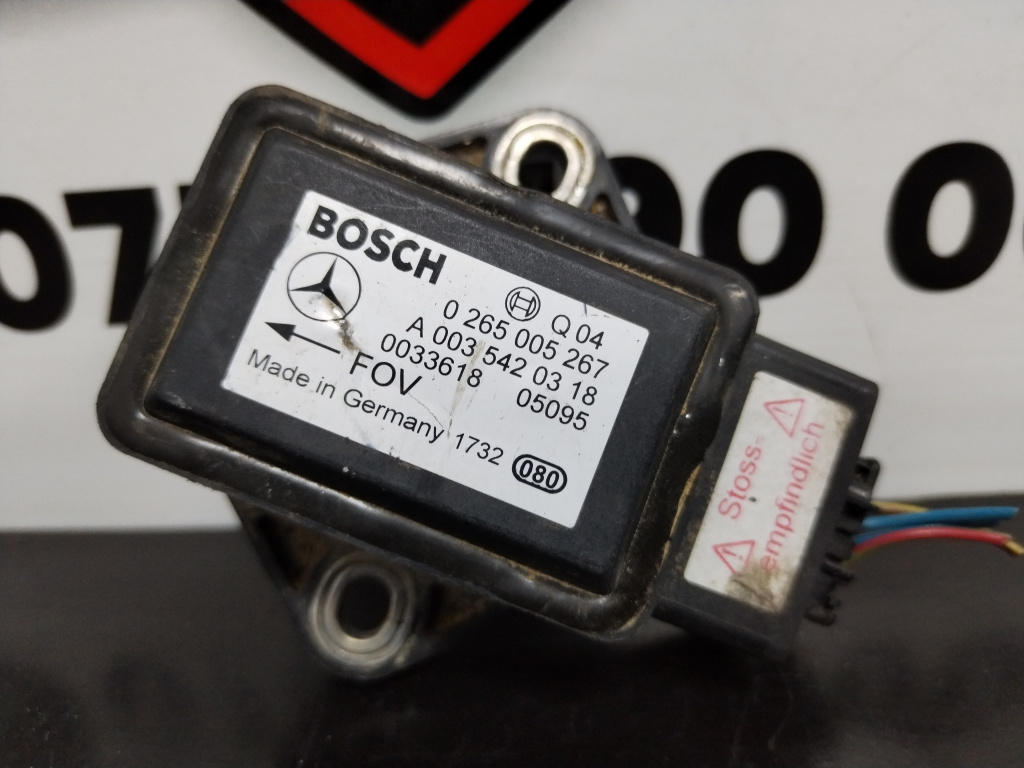 BOSCH
Q 04
0 265 005 267
A 003 542 03 18
0033618 05095
FOV
Made in Germany 1732 080
Stoss-
empfindlich